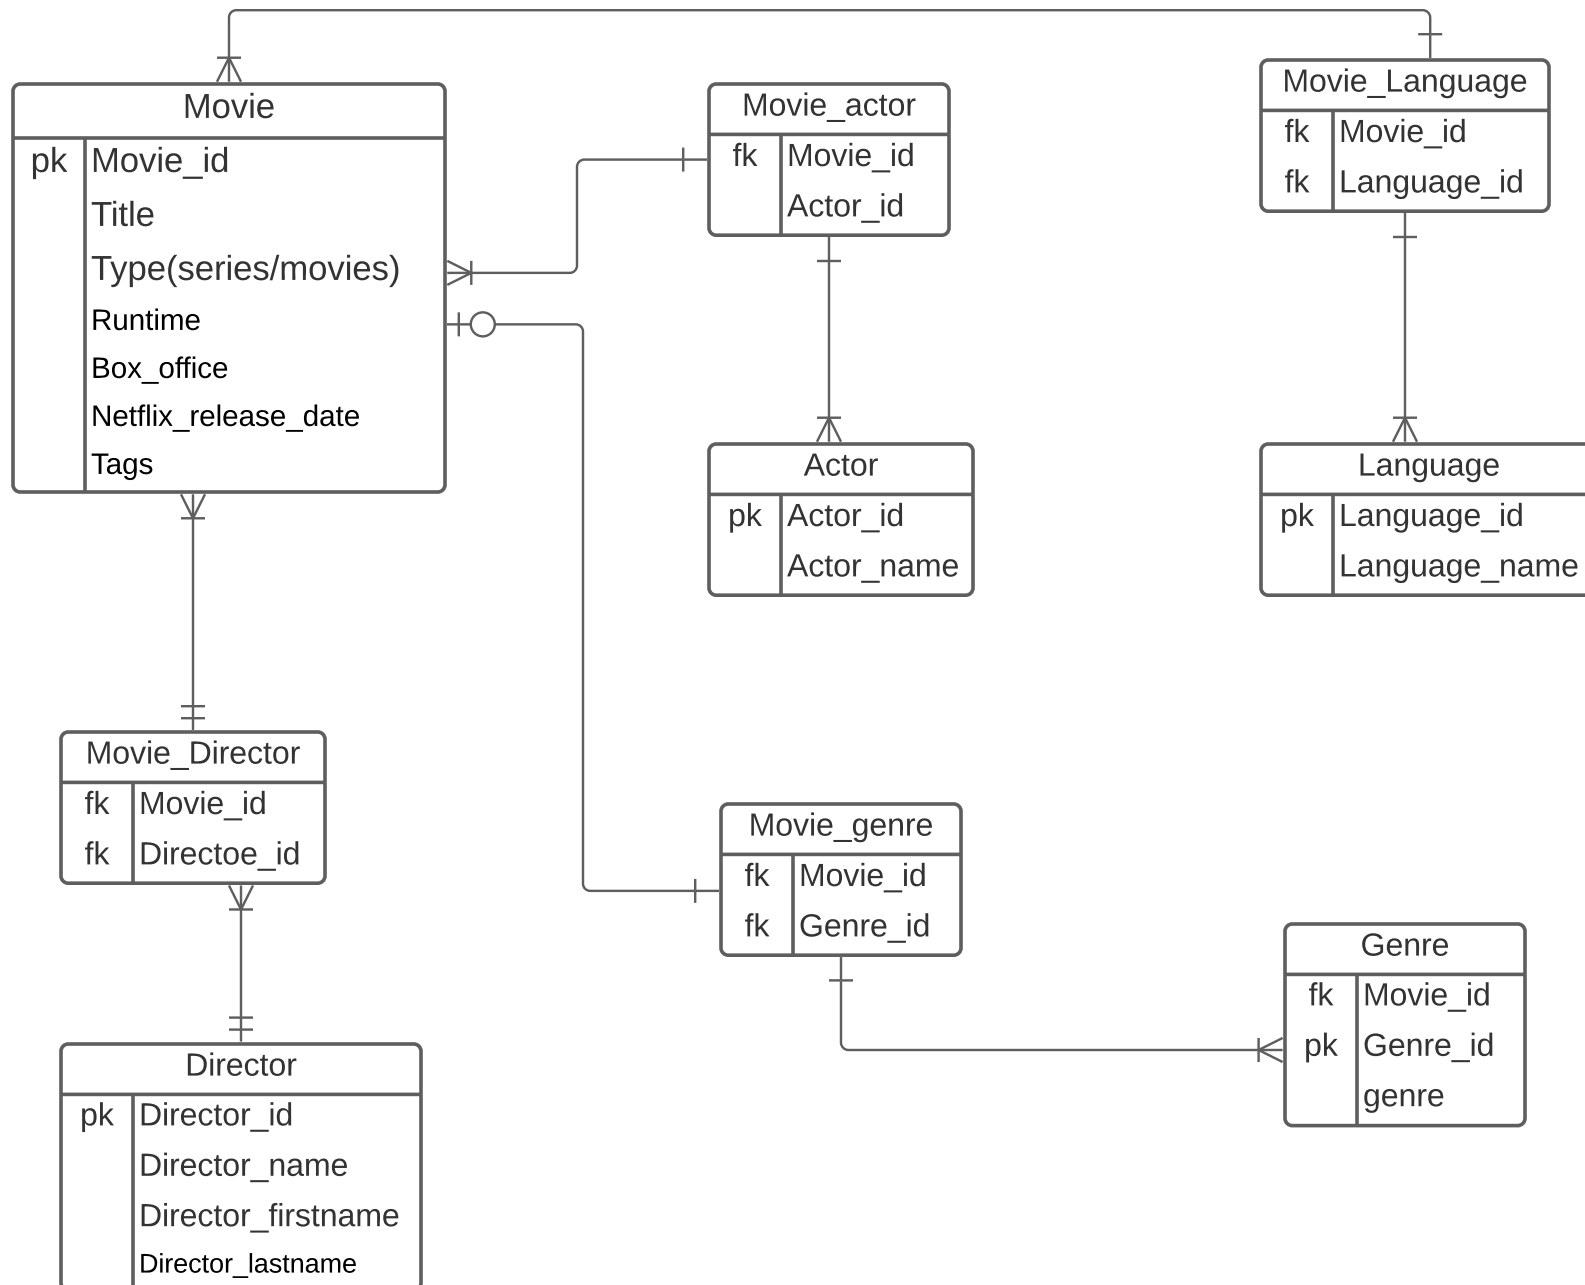 Movie
pk Movie_id
Title
Type(series/movies)
Runtime
Box_office
Netflix_release_date
Tags
Movie_actor
fk Movie_id
Actor_id
Movie_Language
fk Movie_id
fk Language_id
Actor
pk Actor_id
Actor_name
Language
pk Language_id
Language_name
Movie_Director
fk Movie_id
fk Directoe_id
Movie_genre
fk Movie_id
fk Genre_id
Genre
fk Movie_id
pk Genre_id
genre
Director
pk Director_id
Director_name
Director_firstname
Director_lastname